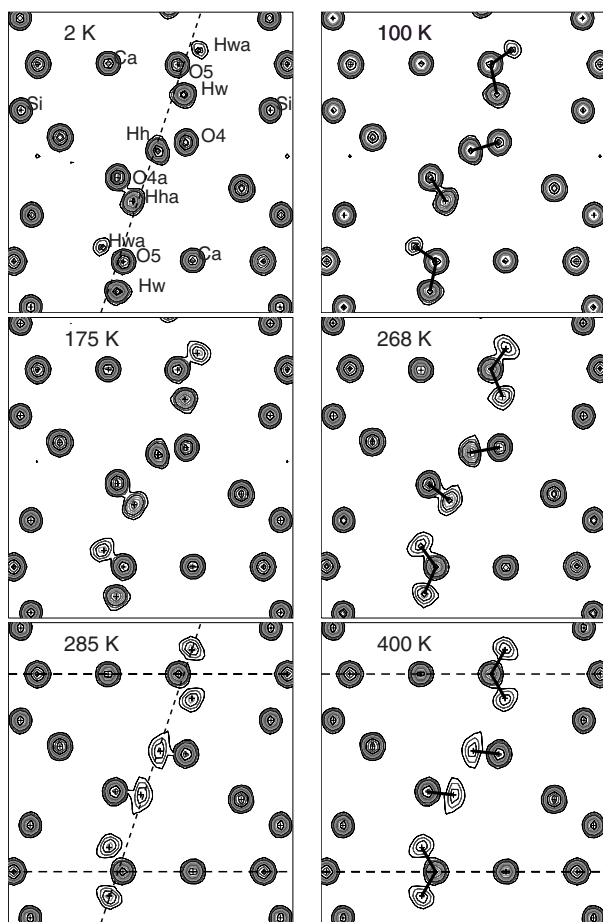 2 K
Hwa
Ca
O5
Si
Hw
Si
Hh
O4
O4a
Hha
Hwa
O5
Ca
Hw
100 K
175 K
268 K
285 K
400 K